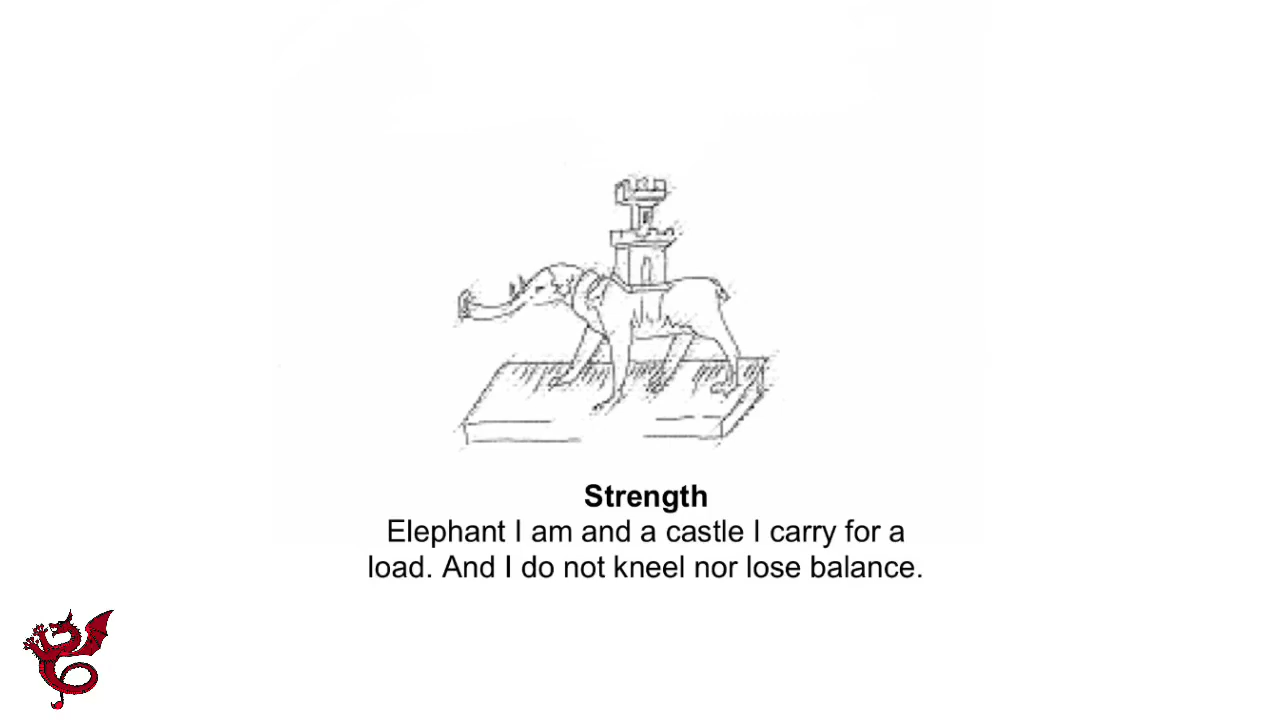 Strength
Elephant I am and a castle I carry for a
load. And I do not kneel nor lose balance.